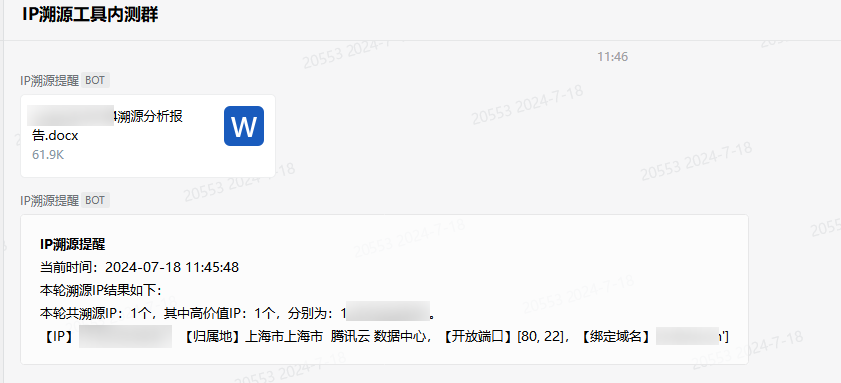 IP溯源工具内测群
20553 2024-7-18
11:46
IP溯源提醒 BOT
4溯源分析报
告.docx
W
61.9K
20553 2024-7-18
20553 2024-7-18
20553 2024-7-18
IP溯源提醒 BOT
IP溯源提醒
20553 2024-7-18
当前时间：2024-07-18 11:45:48
本轮溯源IP结果如下：
20553 2024-7-18
本轮共溯源IP：1个，其中高价值IP：1个，分别为：1。
【IP】 【归属地】上海市上海市 腾讯云 数据中心，【开放端口】[80, 22]，【绑定域名】 ']
20553 2024-7-18
20553 2024-7-18